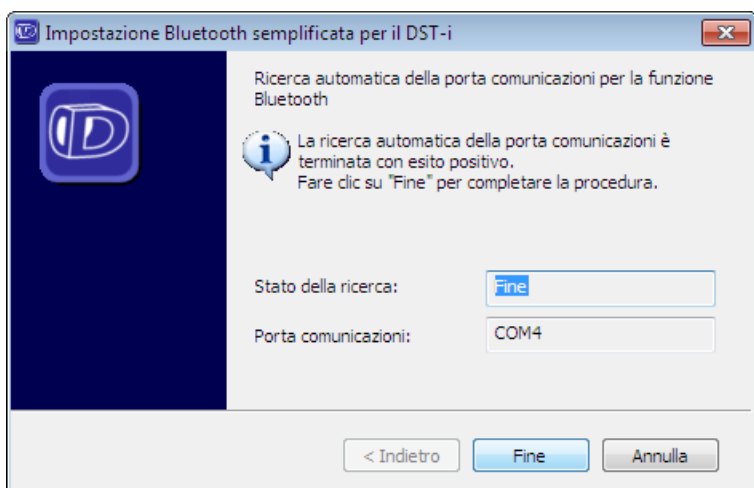 Impostazione Bluetooth semplificata per il DST-i
Ricerca automatica della porta comunicazioni per la funzione
Bluetooth
La ricerca automatica della porta comunicazioni è
terminata con esito positivo.
Fare clic su "Fine" per completare la procedura.
Stato della ricerca: Fine
Porta comunicazioni: COM4
< Indietro Fine Annulla